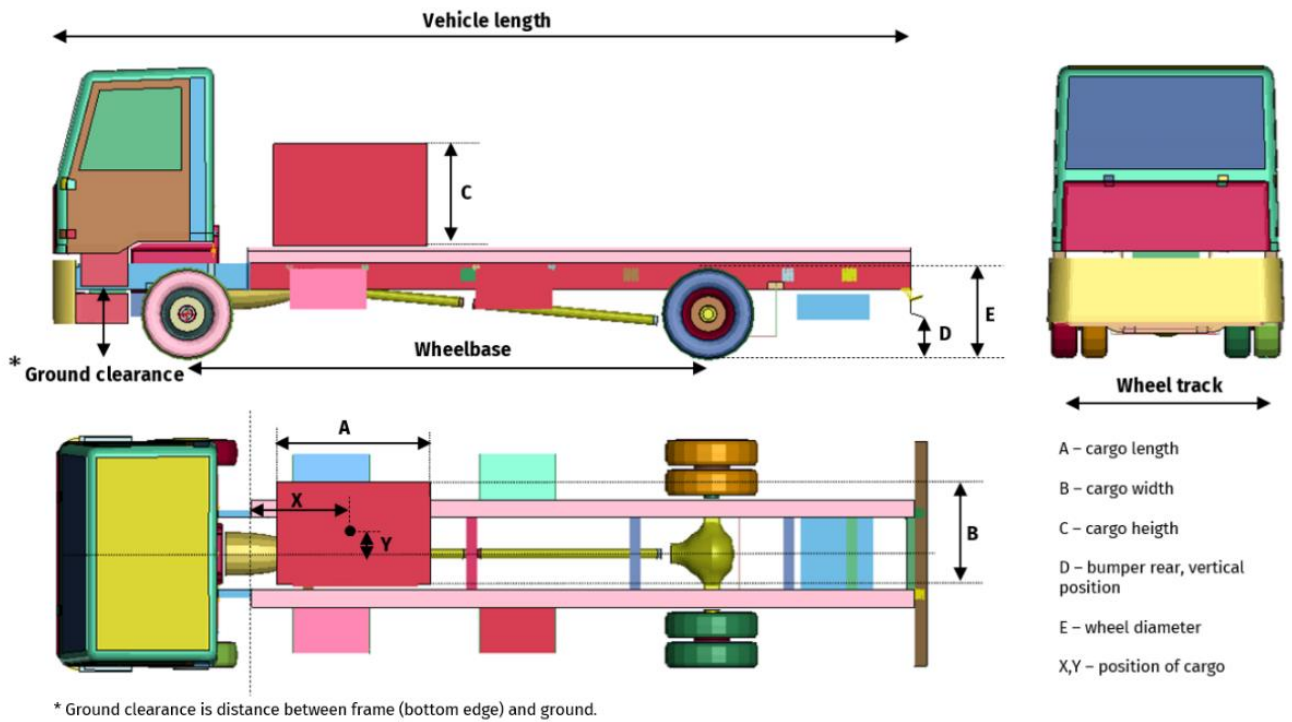 Vehicle length
C
E
D
Wheelbase
* Ground clearance
Wheel track
A
X
Y
B
A – cargo length
B – cargo width
C – cargo heigth
D – bumper rear, vertical
position
E – wheel diameter
X,Y – position of cargo
* Ground clearance is distance between frame (bottom edge) and ground.